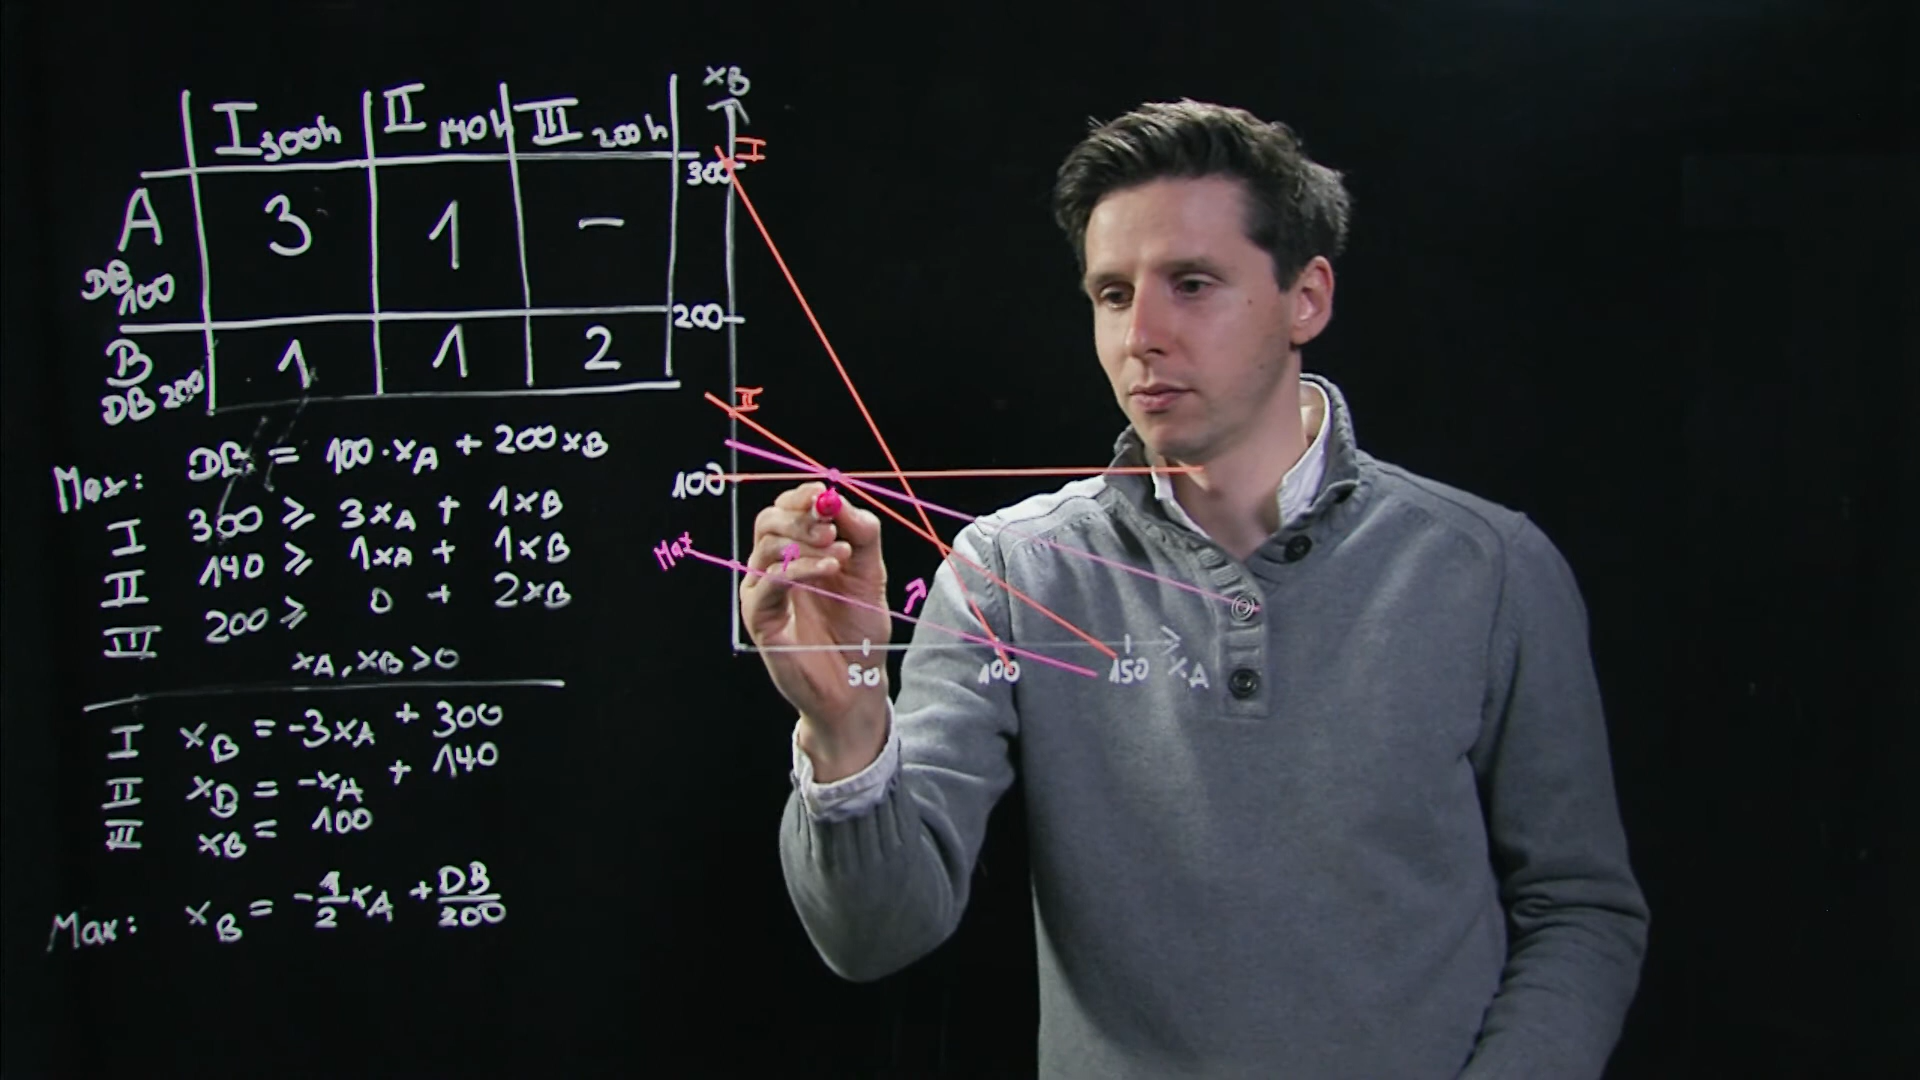 I 300h II 140h III 200h
A 3 1 –
DB 100
B 1 1 2
DB 200
Max: DB = 100·xA + 200xB
I 300 ≥ 3xA + 1xB
II 140 ≥ 1xA + 1xB
III 200 ≥ 0 + 2xB
xA, xB > 0
I xB = -3xA + 300
II xB = -xA + 140
III xB = 100
Max: xB = -1/2 xA + DB/200
xB
I
300
200
II
100
Max
50 100 150 xA